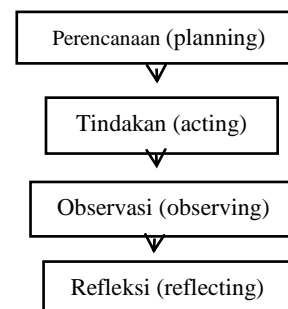 Perencanaan (planning)
Tindakan (acting)
Observasi (observing)
Refleksi (reflecting)